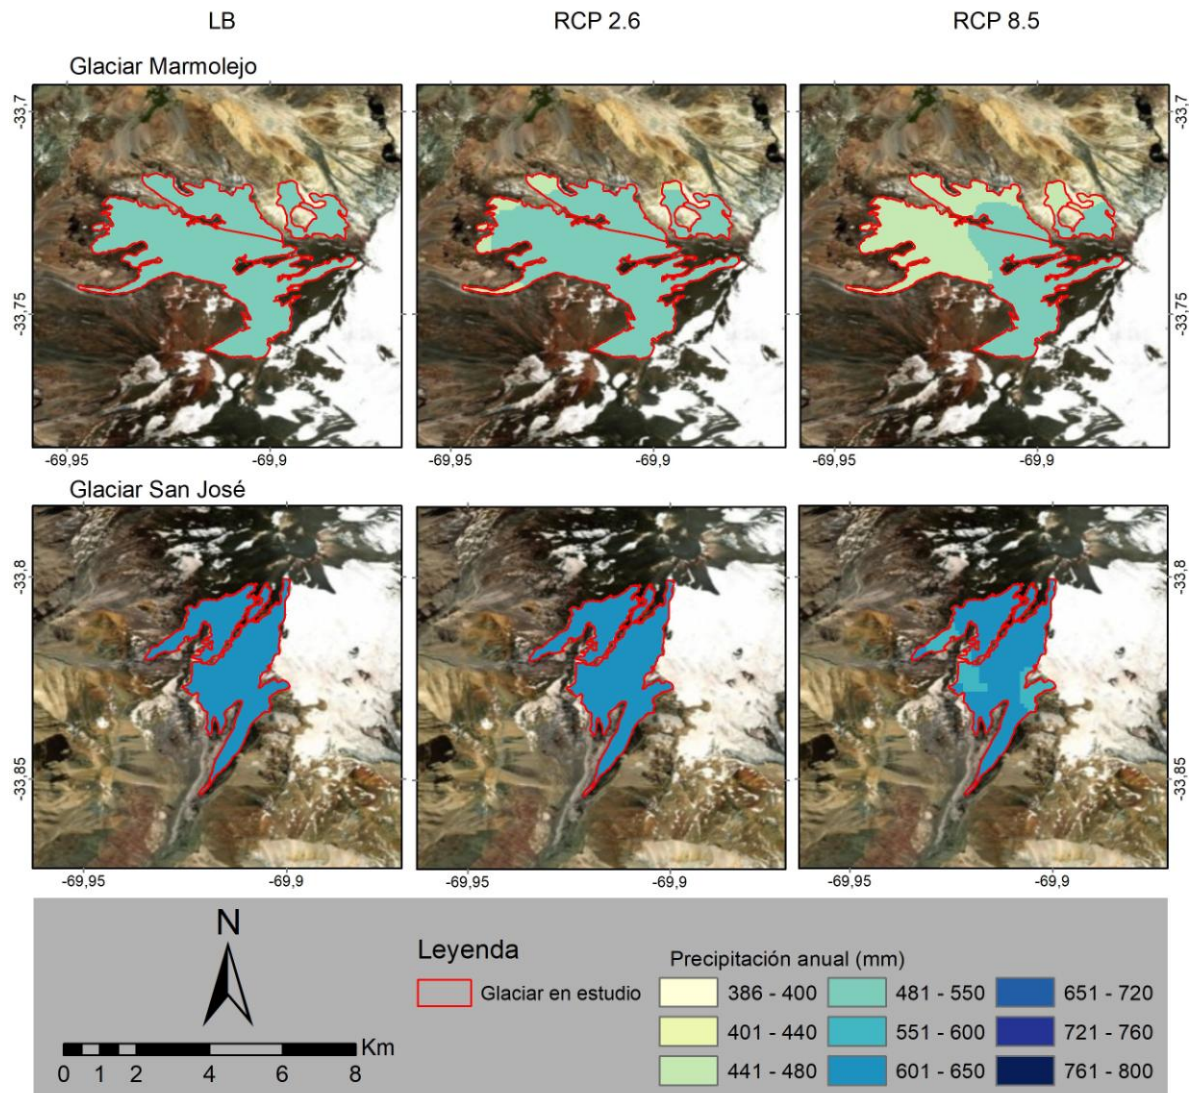 LB RCP 2.6 RCP 8.5
Glaciar Marmolejo
-33,7 -33,7
-33,75 -33,75
-69,95 -69,9 -69,95 -69,9 -69,95 -69,9
Glaciar San José
-33,8 -33,8
-33,85 -33,85
-69,95 -69,9 -69,95 -69,9 -69,95 -69,9
N
0 1 2 4 6 8 Km
Leyenda
Glaciar en estudio
Precipitación anual (mm)
386 - 400 481 - 550 651 - 720
401 - 440 551 - 600 721 - 760
441 - 480 601 - 650 761 - 800